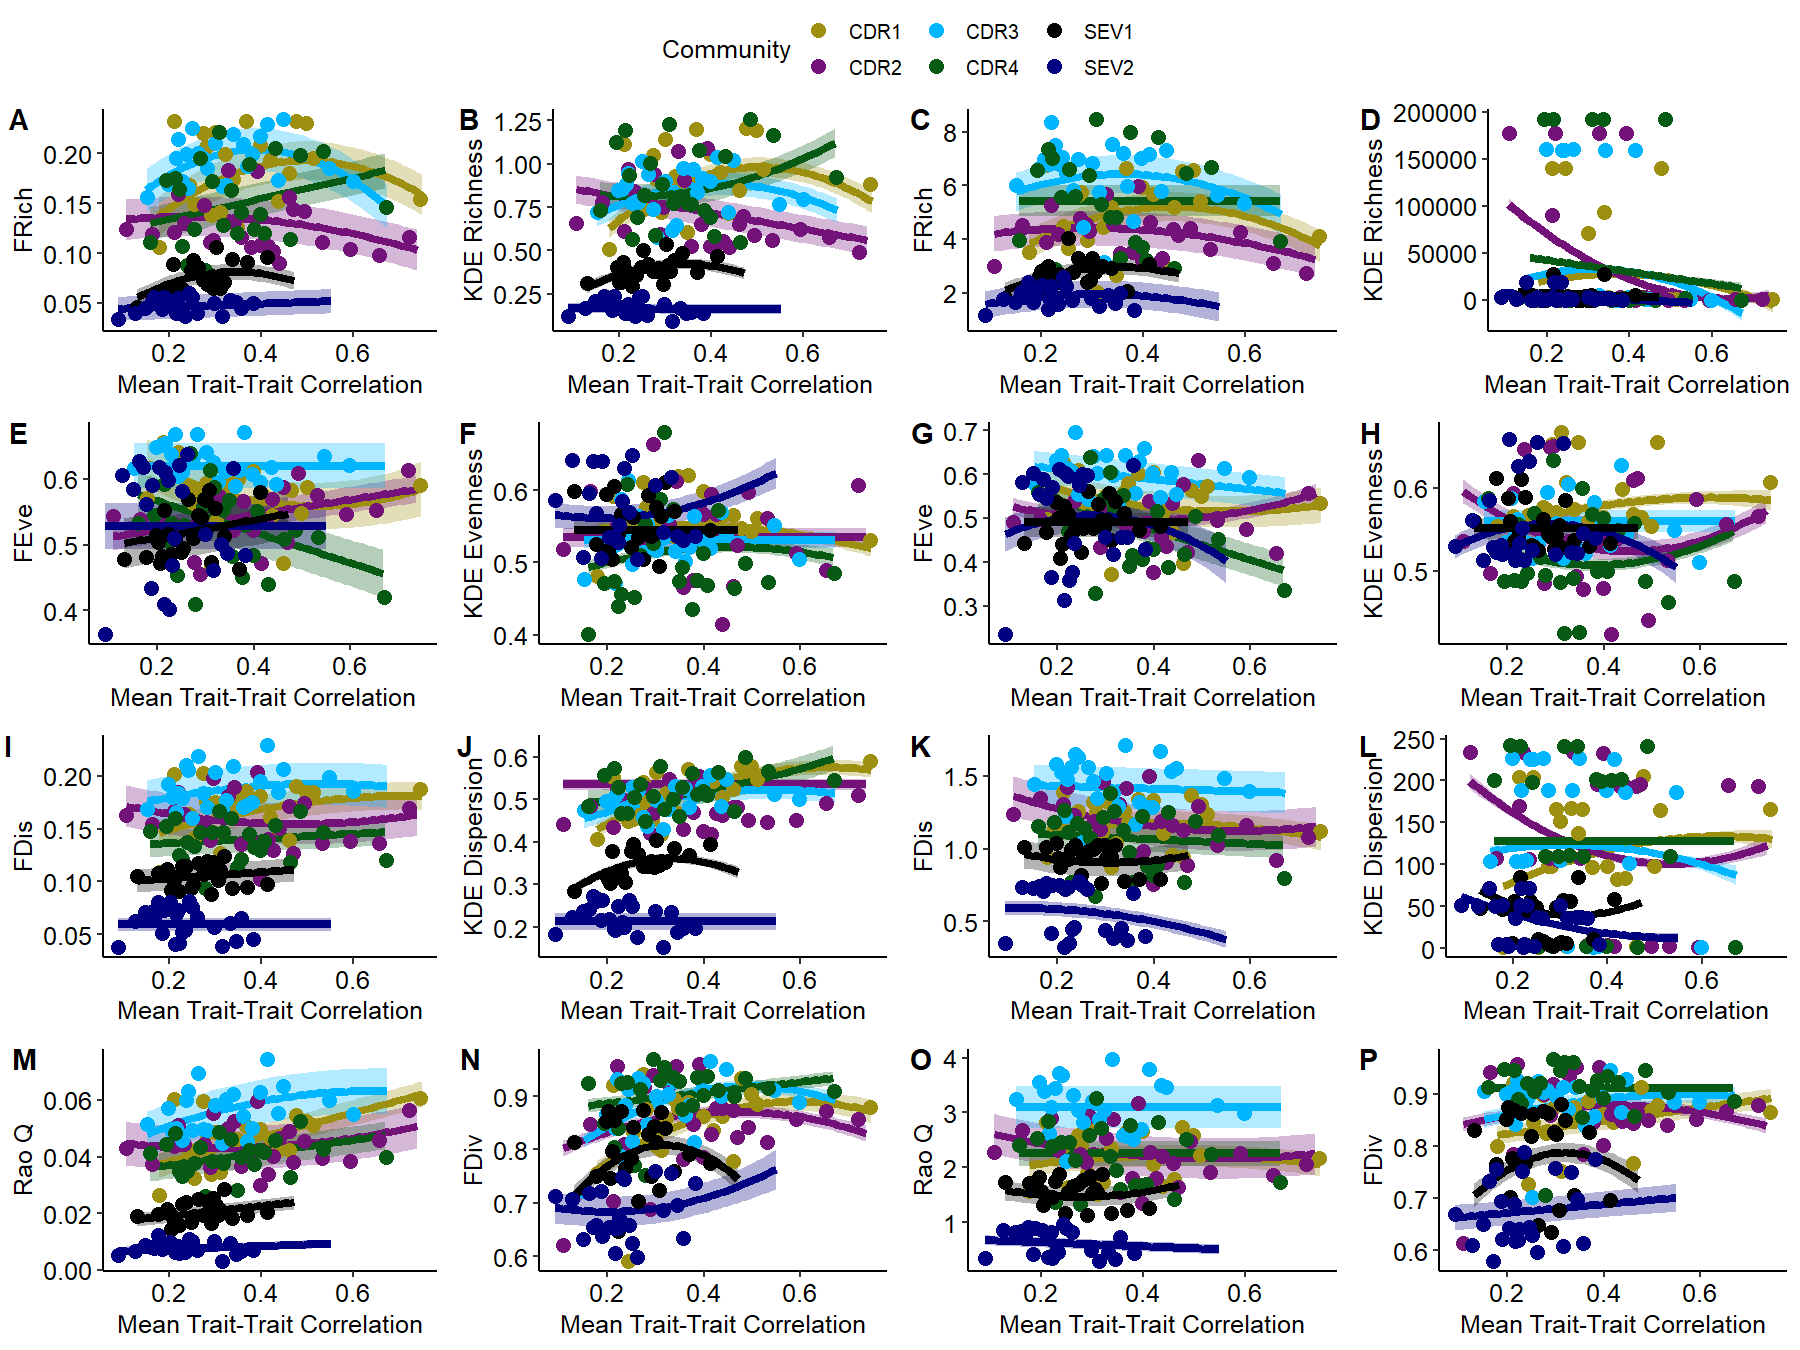 Community
CDR1 CDR3 SEV1
CDR2 CDR4 SEV2
A
FRich
0.20
0.15
0.10
0.05
0.2 0.4 0.6
Mean Trait-Trait Correlation
B
KDE Richness
1.25
1.00
0.75
0.50
0.25
0.2 0.4 0.6
Mean Trait-Trait Correlation
C
FRich
8
6
4
2
0.2 0.4 0.6
Mean Trait-Trait Correlation
D
KDE Richness
200000
150000
100000
50000
0
0.2 0.4 0.6
Mean Trait-Trait Correlation
E
FEve
0.6
0.5
0.4
0.2 0.4 0.6
Mean Trait-Trait Correlation
F
KDE Evenness
0.6
0.5
0.4
0.2 0.4 0.6
Mean Trait-Trait Correlation
G
FEve
0.7
0.6
0.5
0.4
0.3
0.2 0.4 0.6
Mean Trait-Trait Correlation
H
KDE Evenness
0.6
0.5
0.2 0.4 0.6
Mean Trait-Trait Correlation
I
FDis
0.20
0.15
0.10
0.05
0.2 0.4 0.6
Mean Trait-Trait Correlation
J
KDE Dispersion
0.6
0.5
0.4
0.3
0.2
0.2 0.4 0.6
Mean Trait-Trait Correlation
K
FDis
1.5
1.0
0.5
0.2 0.4 0.6
Mean Trait-Trait Correlation
L
KDE Dispersion
250
200
150
100
50
0
0.2 0.4 0.6
Mean Trait-Trait Correlation
M
Rao Q
0.06
0.04
0.02
0.00
0.2 0.4 0.6
Mean Trait-Trait Correlation
N
FDiv
0.9
0.8
0.7
0.6
0.2 0.4 0.6
Mean Trait-Trait Correlation
O
Rao Q
4
3
2
1
0.2 0.4 0.6
Mean Trait-Trait Correlation
P
FDiv
0.9
0.8
0.7
0.6
0.2 0.4 0.6
Mean Trait-Trait Correlation